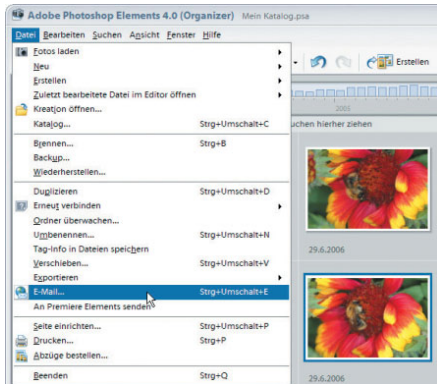 Adobe Photoshop Elements 4.0 (Organizer) Mein Katalog.psa
Datei Bearbeiten Suchen Ansicht Fenster Hilfe
Fotos laden
Neu
Erstellen
Zuletzt bearbeitete Datei im Editor öffnen
Kreation öffnen...
Katalog... Strg+Umschalt+C
Brennen... Strg+B
Backup...
Wiederherstellen...
Duplizieren Strg+Umschalt+D
Erneut verbinden
Ordner überwachen...
Umbenennen... Strg+Umschalt+N
Tag-Info in Dateien speichern
Verschieben... Strg+Umschalt+V
Exportieren
E-Mail... Strg+Umschalt+E
An Premiere Elements senden
Seite einrichten... Strg+Umschalt+P
Drucken... Strg+P
Abzüge bestellen...
Beenden Strg+Q
Erstellen
2005
uchen hierher ziehen
29.6.2006
29.6.2006